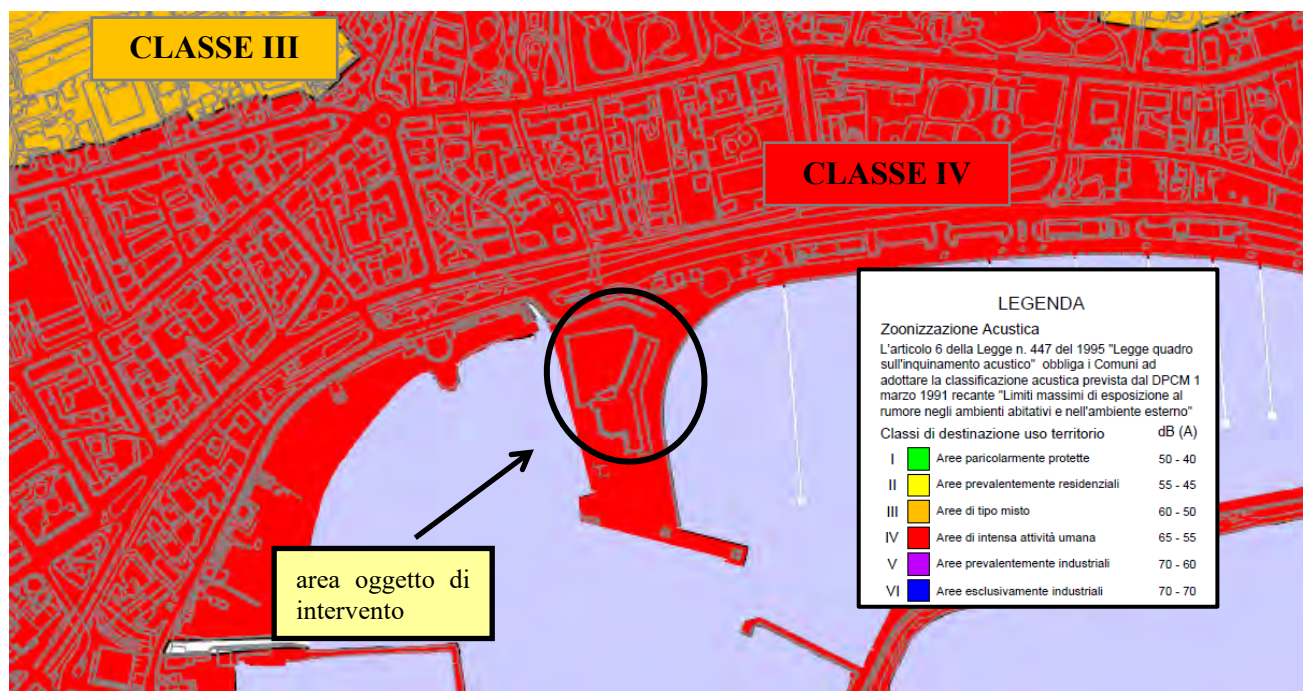 CLASSE III
CLASSE IV
area oggetto di
intervento
LEGENDA
Zoonizzazione Acustica
L'articolo 6 della Legge n. 447 del 1995 "Legge quadro
sull'inquinamento acustico" obbliga i Comuni ad
adottare la classificazione acustica prevista dal DPCM 1
marzo 1991 recante "Limiti massimi di esposizione al
rumore negli ambienti abitativi e nell'ambiente esterno"
Classi di destinazione uso territorio dB (A)
I Aree paricolarmente protette 50 - 40
II Aree prevalentemente residenziali 55 - 45
III Aree di tipo misto 60 - 50
IV Aree di intensa attività umana 65 - 55
V Aree prevalentemente industriali 70 - 60
VI Aree esclusivamente industriali 70 - 70